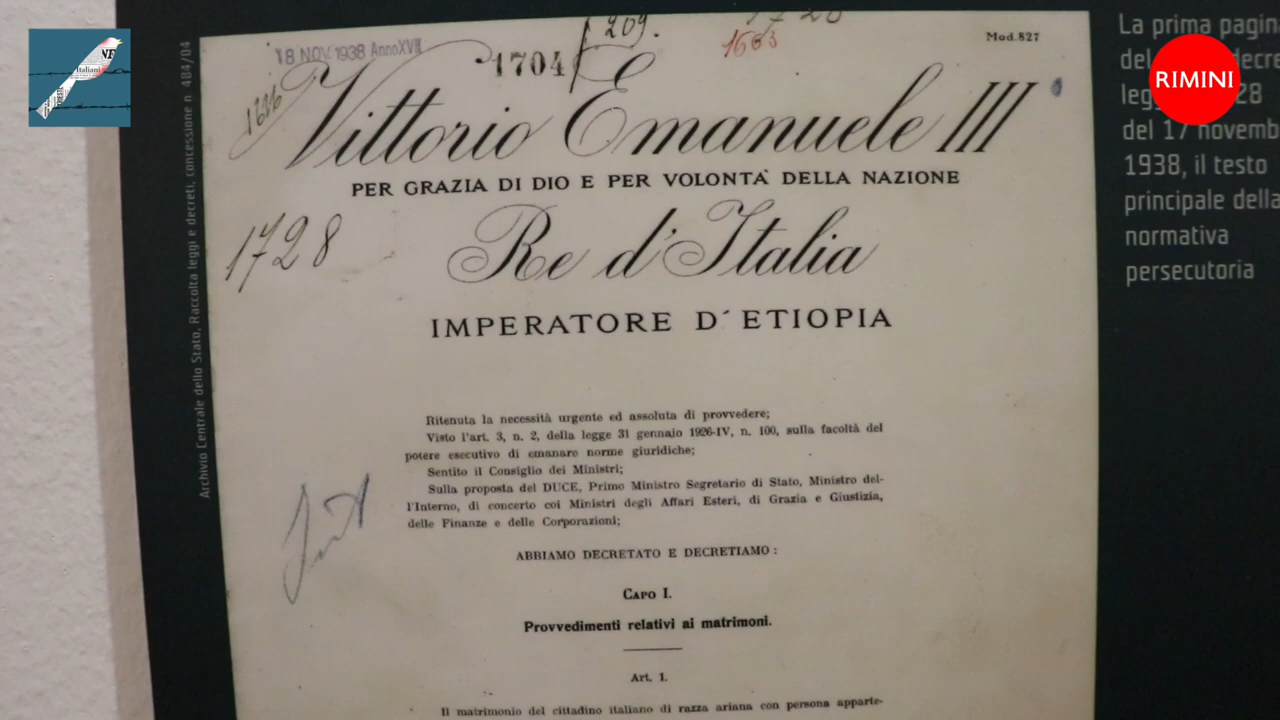 NE
Italiani
18 NOV. 1938 Anno XVII
1704
209.
1663
Mod. 827
Vittorio Emanuele III
PER GRAZIA DI DIO E PER VOLONTÀ DELLA NAZIONE
1728
Re d'Italia
IMPERATORE D'ETIOPIA
Ritenuta la necessità urgente ed assoluta di provvedere;
Visto l'art. 3, n. 2, della legge 31 gennaio 1926-IV, n. 100, sulla facoltà del
potere esecutivo di emanare norme giuridiche;
Sentito il Consiglio dei Ministri;
Sulla proposta del DUCE, Primo Ministro Segretario di Stato, Ministro del-
l'Interno, di concerto coi Ministri degli Affari Esteri, di Grazia e Giustizia,
delle Finanze e delle Corporazioni;
ABBIAMO DECRETATO E DECRETIAMO :
CAPO I.
Provvedimenti relativi ai matrimoni.
Art. 1.
Il matrimonio del cittadino italiano di razza ariana con persona apparte-
Archivio Centrale dello Stato, Raccolta leggi e decreti, concessione n. 484/04
RIMINI
La prima pagin
del decre
leg 28
del 17 novemb
1938, il testo
principale della
normativa
persecutoria